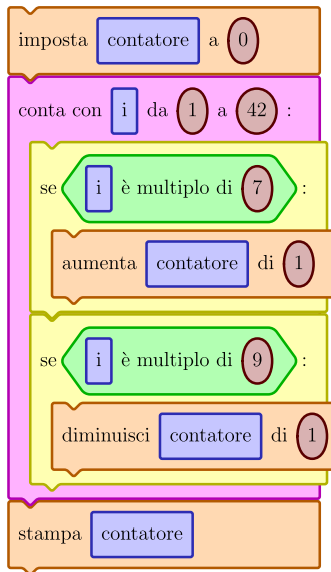 imposta contatore a 0
conta con i da 1 a 42 :
se i è multiplo di 7 :
aumenta contatore di 1
se i è multiplo di 9 :
diminuisci contatore di 1
stampa contatore